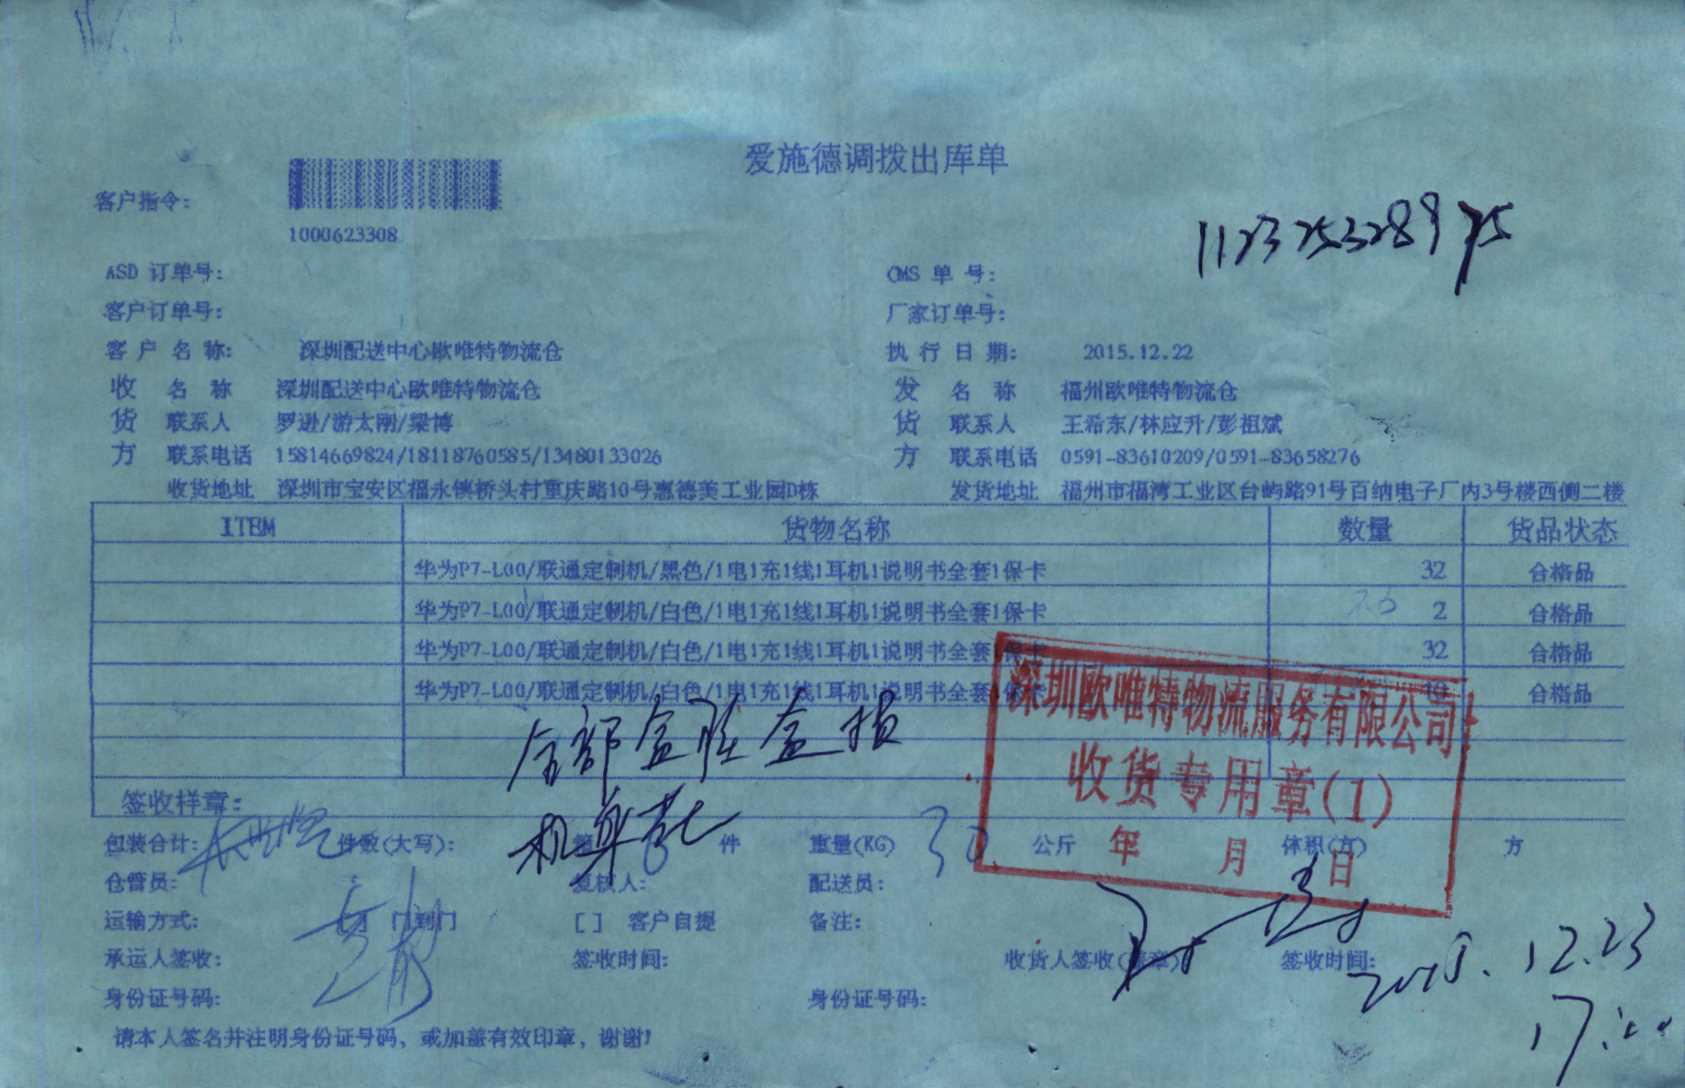 爱施德调拨出库单
客户指令:
1000623308
112375328975
ASD 订单号: CMS 单 号:
客户订单号: 厂家订单号:
客 户 名 称: 深圳配送中心欧唯特物流仓 执 行 日 期: 2015.12.22
收 名 称 深圳配送中心欧唯特物流仓 发 名 称 福州欧唯特物流仓
货 联系人 罗逊/游太刚/梁博 货 联系人 王希东/林应升/彭祖斌
方 联系电话 15814669824/18118760585/13480133026 方 联系电话 0591-83610209/0591-83658276
收货地址 深圳市宝安区福永镇桥头村重庆路10号惠德美工业园D栋 发货地址 福州市福湾工业区台屿路91号百纳电子厂内3号楼西侧二楼
ITEM 货物名称 数量 货品状态
华为P7-L00/联通定制机/黑色/1电1充1线1耳机1说明书全套1保卡 32 合格品
华为P7-L00/联通定制机/白色/1电1充1线1耳机1说明书全套1保卡 2 合格品
华为P7-L00/联通定制机/白色/1电1充1线1耳机1说明书全套1保卡 32 合格品
华为P7-L00/联通定制机/白色/1电1充1线1耳机1说明书全套1保卡 合格品
深圳欧唯特物流服务有限公司
收货专用章(1)
年 月 日
全部盒 盒损
签收样章:
包装合计: 件数(大写): 件 重量(KG) 30 公斤 体积(方) 方
仓管员: 复核人: 配送员:
运输方式: 门到门 [ ] 客户自提 备注:
承运人签收: 签收时间: 收货人签收(签章) 签收时间:
2015.12.23
身份证号码: 身份证号码:
17:00
请本人签名并注明身份证号码，或加盖有效印章，谢谢!